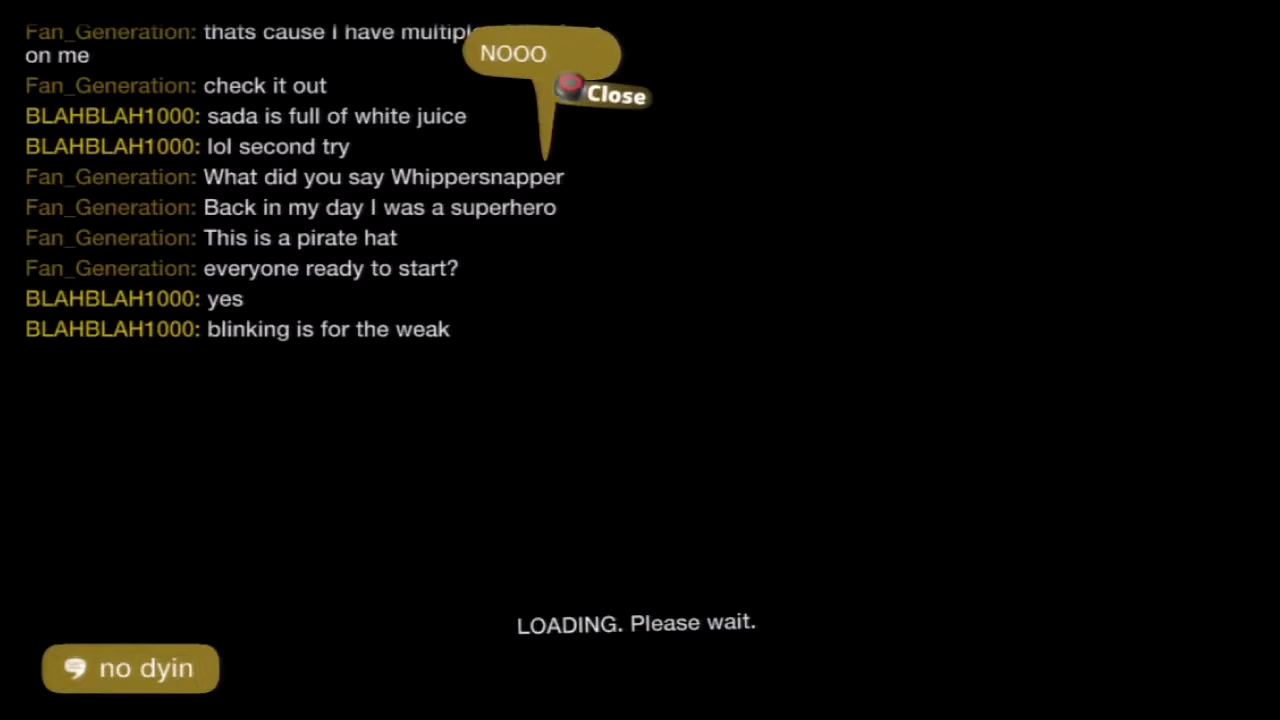 Fan_Generation: thats cause I have multipl
on me
NOOO
Close
Fan_Generation: check it out
BLAHBLAH1000: sada is full of white juice
BLAHBLAH1000: lol second try
Fan_Generation: What did you say Whippersnapper
Fan_Generation: Back in my day I was a superhero
Fan_Generation: This is a pirate hat
Fan_Generation: everyone ready to start?
BLAHBLAH1000: yes
BLAHBLAH1000: blinking is for the weak
LOADING. Please wait.
no dyin